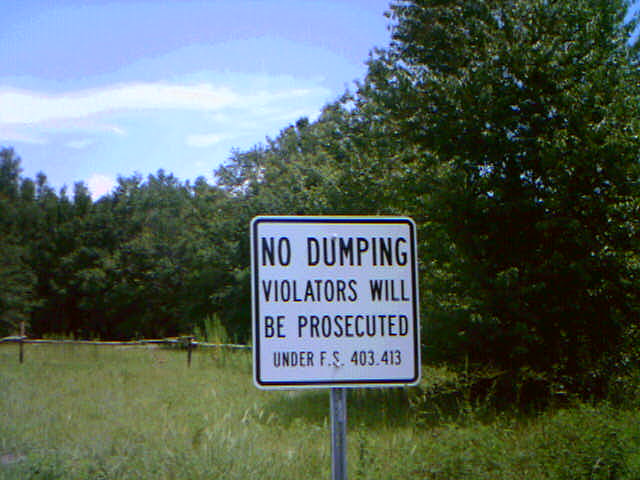 NO DUMPING
VIOLATORS WILL
BE PROSECUTED
UNDER F.S. 403.413